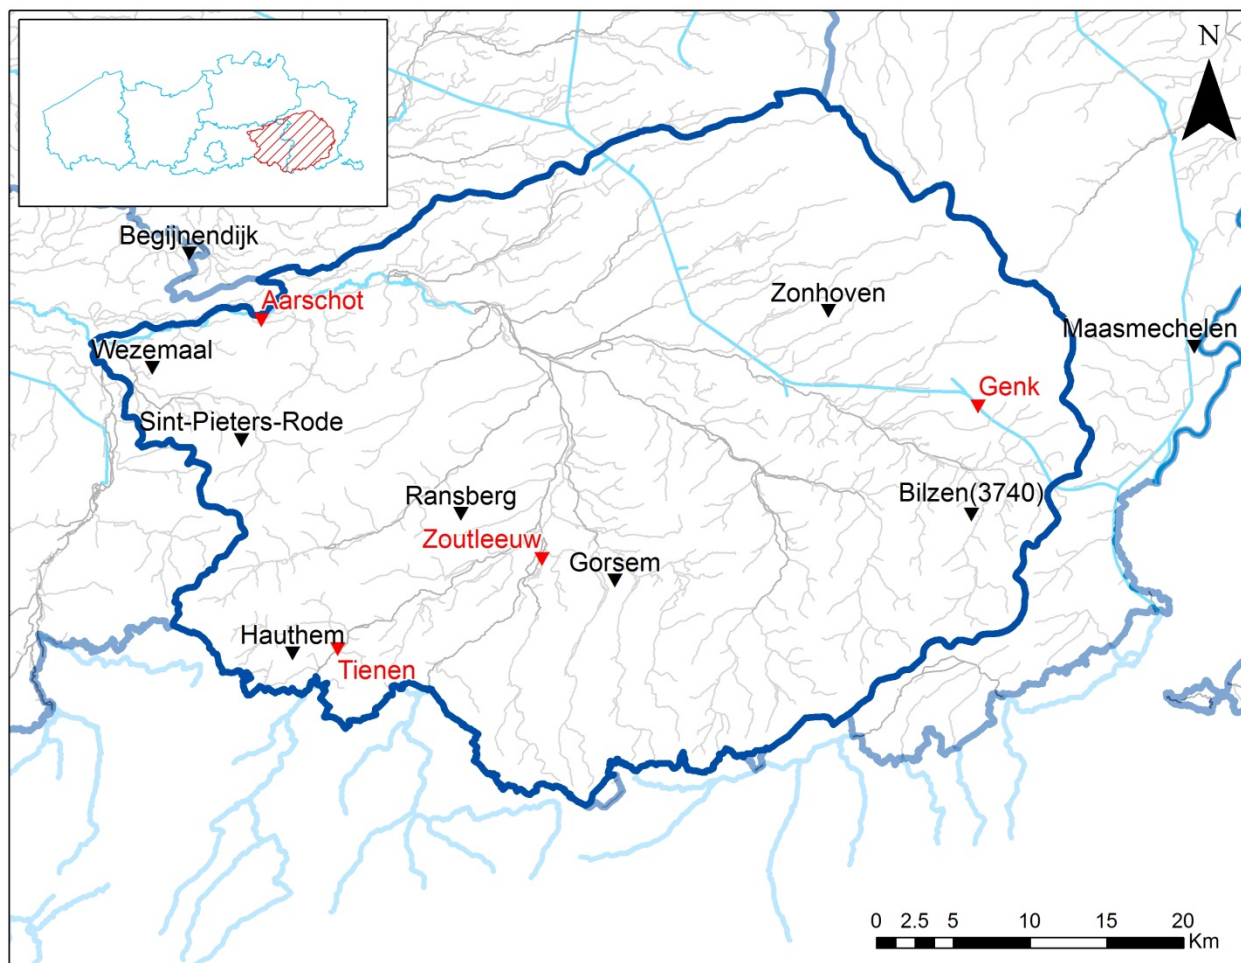 N
Begijnendijk
Aarschot
Zonhoven
Maasmechelen
Wezemaal
Genk
Sint-Pieters-Rode
Ransberg
Bilzen(3740)
Zoutleeuw
Gorsem
Hauthem
Tienen
0 2.5 5 10 15 20
Km